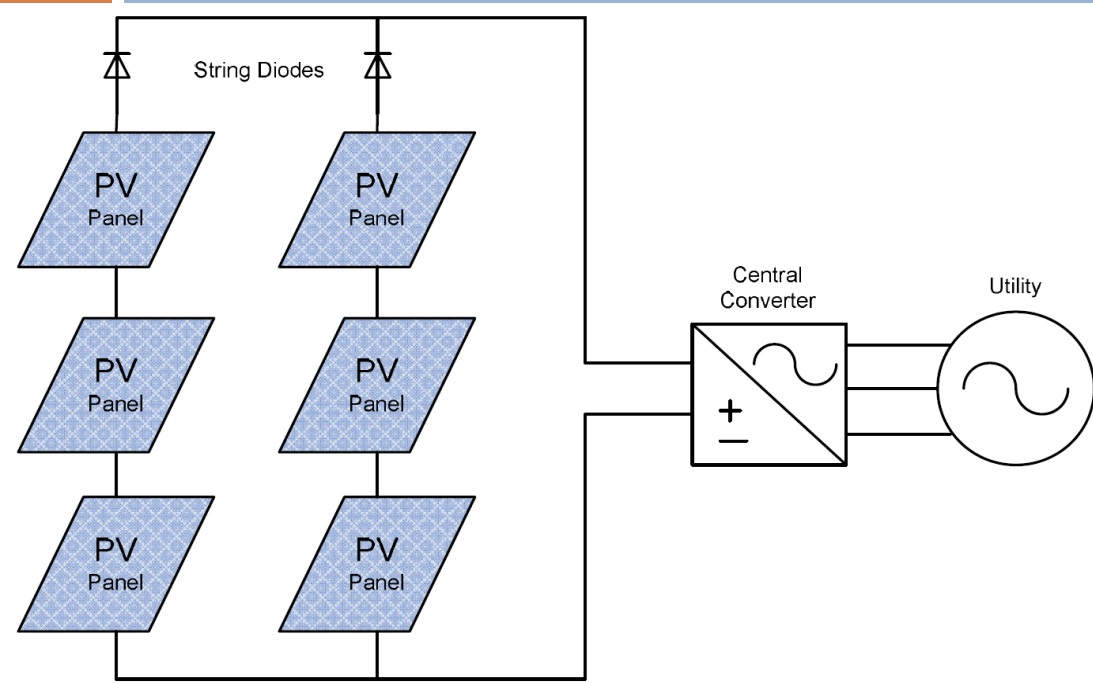 String Diodes
PV
Panel
PV
Panel
Central
Converter
Utility
PV
Panel
PV
Panel
+
−
PV
Panel
PV
Panel